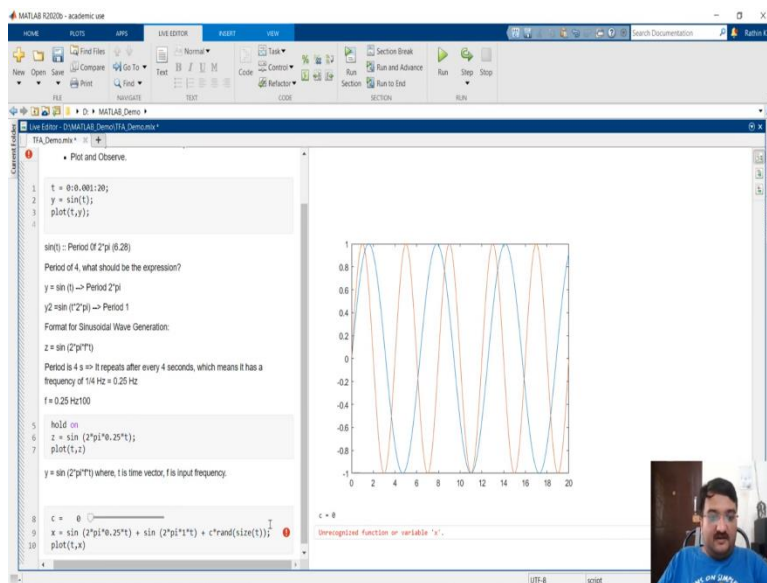 MATLAB R2020b - academic use
HOME PLOTS APPS LIVE EDITOR INSERT VIEW
Search Documentation
Rathin K
New Open Save
Find Files
Compare
Print
Go To
Find
Text
Normal
B I U M
Code
Task
Control
Refactor
Run Section
Section Break
Run and Advance
Run to End
Run Step Stop
FILE NAVIGATE TEXT CODE SECTION RUN
D: MATLAB_Demo
Current Folder
Live Editor - D:\MATLAB_Demo\TFA_Demo.mlx *
TFA_Demo.mlx * +
• Plot and Observe.
1 t = 0:0.001:20;
2 y = sin(t);
3 plot(t,y);
4
sin(t) :: Period 0f 2*pi (6.28)
Period of 4, what should be the expression?
y = sin (t) --> Period 2*pi
y2 =sin (t*2*pi) --> Period 1
Format for Sinusoidal Wave Generation:
z = sin (2*pi*f*t)
Period is 4 s => It repeats after every 4 seconds, which means it has a
frequency of 1/4 Hz = 0.25 Hz
f = 0.25 Hz100
5 hold on
6 z = sin (2*pi*0.25*t);
7 plot(t,z)
y = sin (2*pi*f*t) where, t is time vector, f is input frequency.
8 c = 0
9 x = sin (2*pi*0.25*t) + sin (2*pi*1*t) + c*rand(size(t));
10 plot(t,x)
1
0.8
0.6
0.4
0.2
0
-0.2
-0.4
-0.6
-0.8
-1
0 2 4 6 8 10 12 14 16 18 20
c = 0
Unrecognized function or variable 'x'.
UTF-8 script